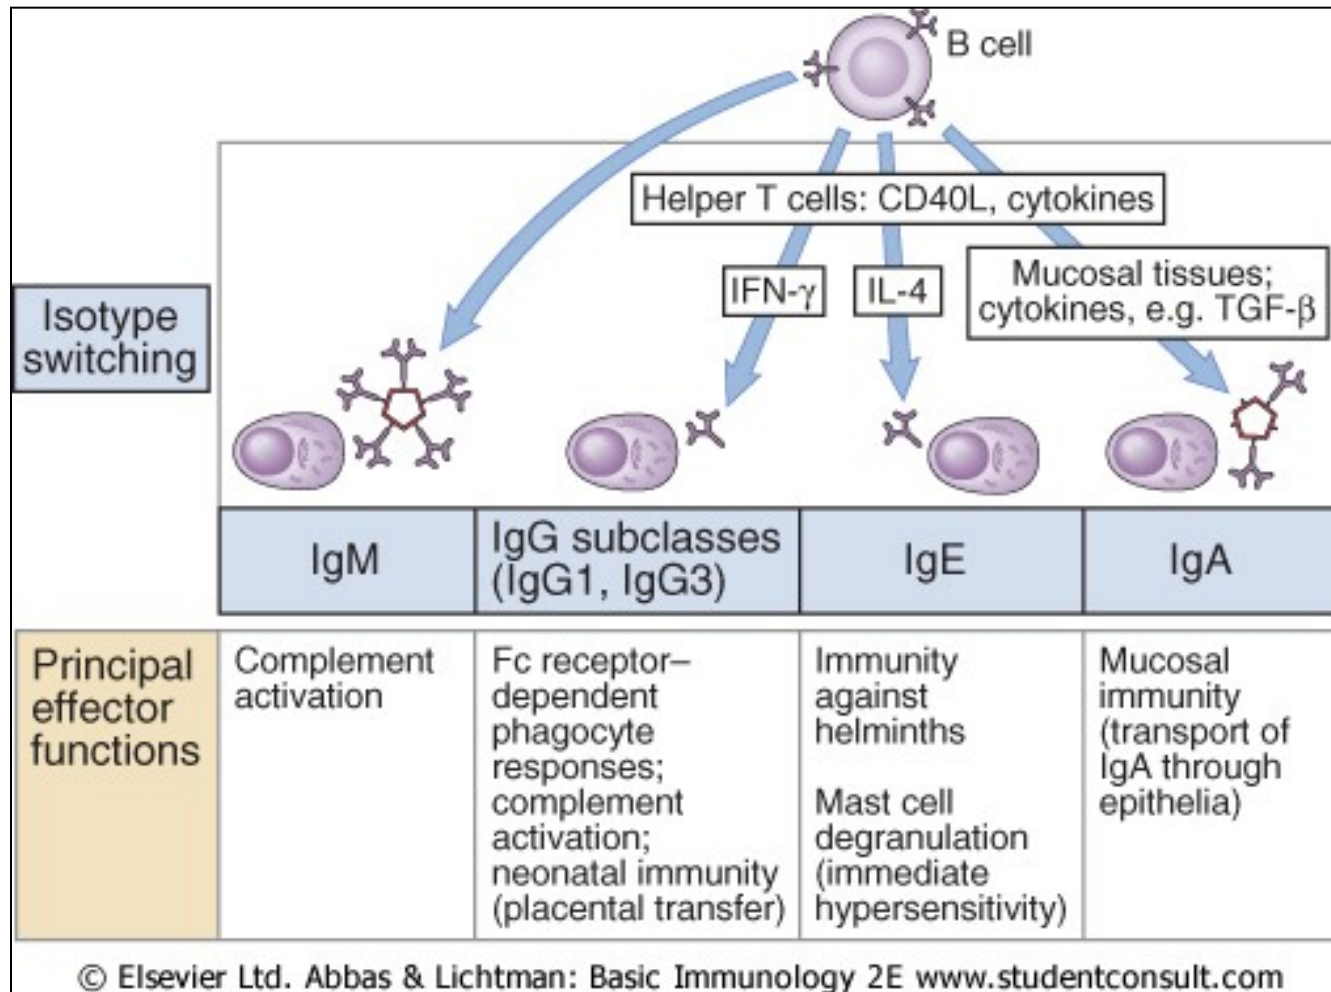 B cell
Helper T cells: CD40L, cytokines
Mucosal tissues;
cytokines, e.g. TGF-β
IFN-γ
IL-4
Isotype
switching
IgM
IgG subclasses
(IgG1, IgG3)
IgE
IgA
Principal
effector
functions
Complement
activation
Fc receptor–
dependent
phagocyte
responses;
complement
activation;
neonatal immunity
(placental transfer)
Immunity
against
helminths
Mast cell
degranulation
(immediate
hypersensitivity)
Mucosal
immunity
(transport of
IgA through
epithelia)
© Elsevier Ltd. Abbas & Lichtman: Basic Immunology 2E www.studentconsult.com